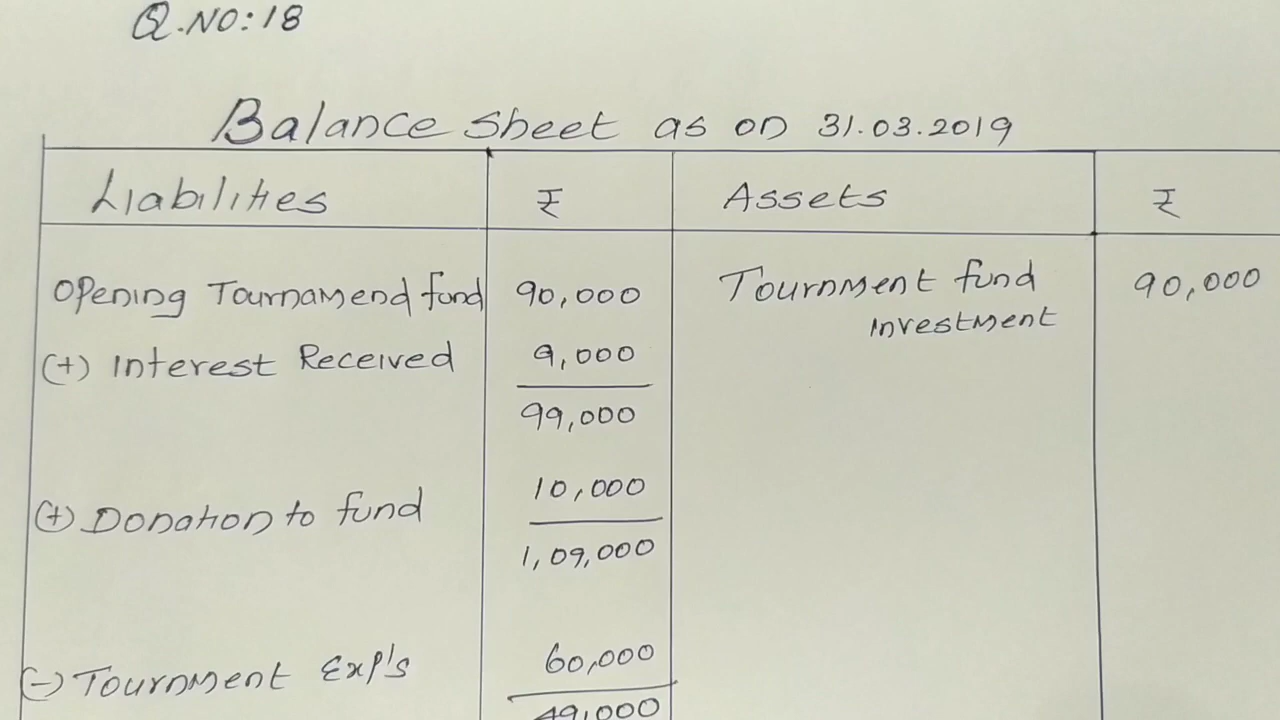 Q.NO:18
Balance sheet as on 31.03.2019
Liabilities ₹ Assets ₹
Opening Tournamend fund 90,000 Tournment fund 90,000
investment
(+) Interest Received 9,000
99,000
(+) Donation to fund 10,000
1,09,000
(-) Tournment Exp's 60,000
49,000